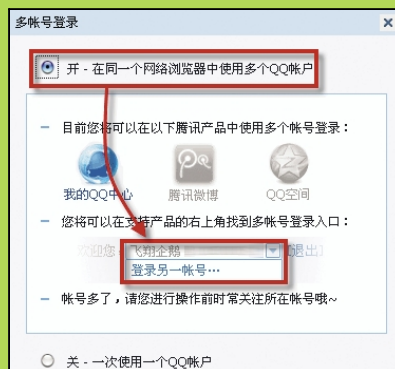 多帐号登录
开 - 在同一个网络浏览器中使用多个QQ帐户
目前您将可以在以下腾讯产品中使用多个帐号登录：
我的QQ中心 腾讯微博 QQ空间
您将可以在支持产品的右上角找到多帐号登录入口：
欢迎您，飞翔企鹅 [退出]
登录另一帐号…
帐号多了，请您进行操作前时常关注所在帐号哦~
关 - 一次使用一个QQ帐户